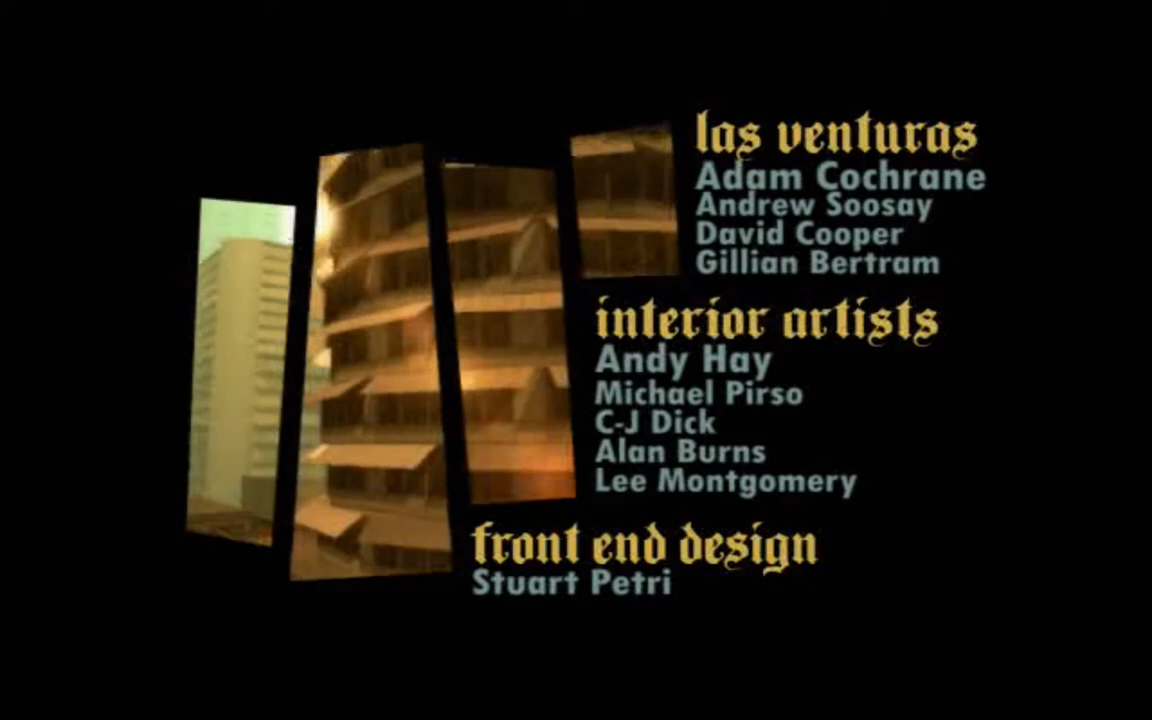 las venturas
Adam Cochrane
Andrew Soosay
David Cooper
Gillian Bertram
interior artists
Andy Hay
Michael Pirso
C-J Dick
Alan Burns
Lee Montgomery
front end design
Stuart Petri